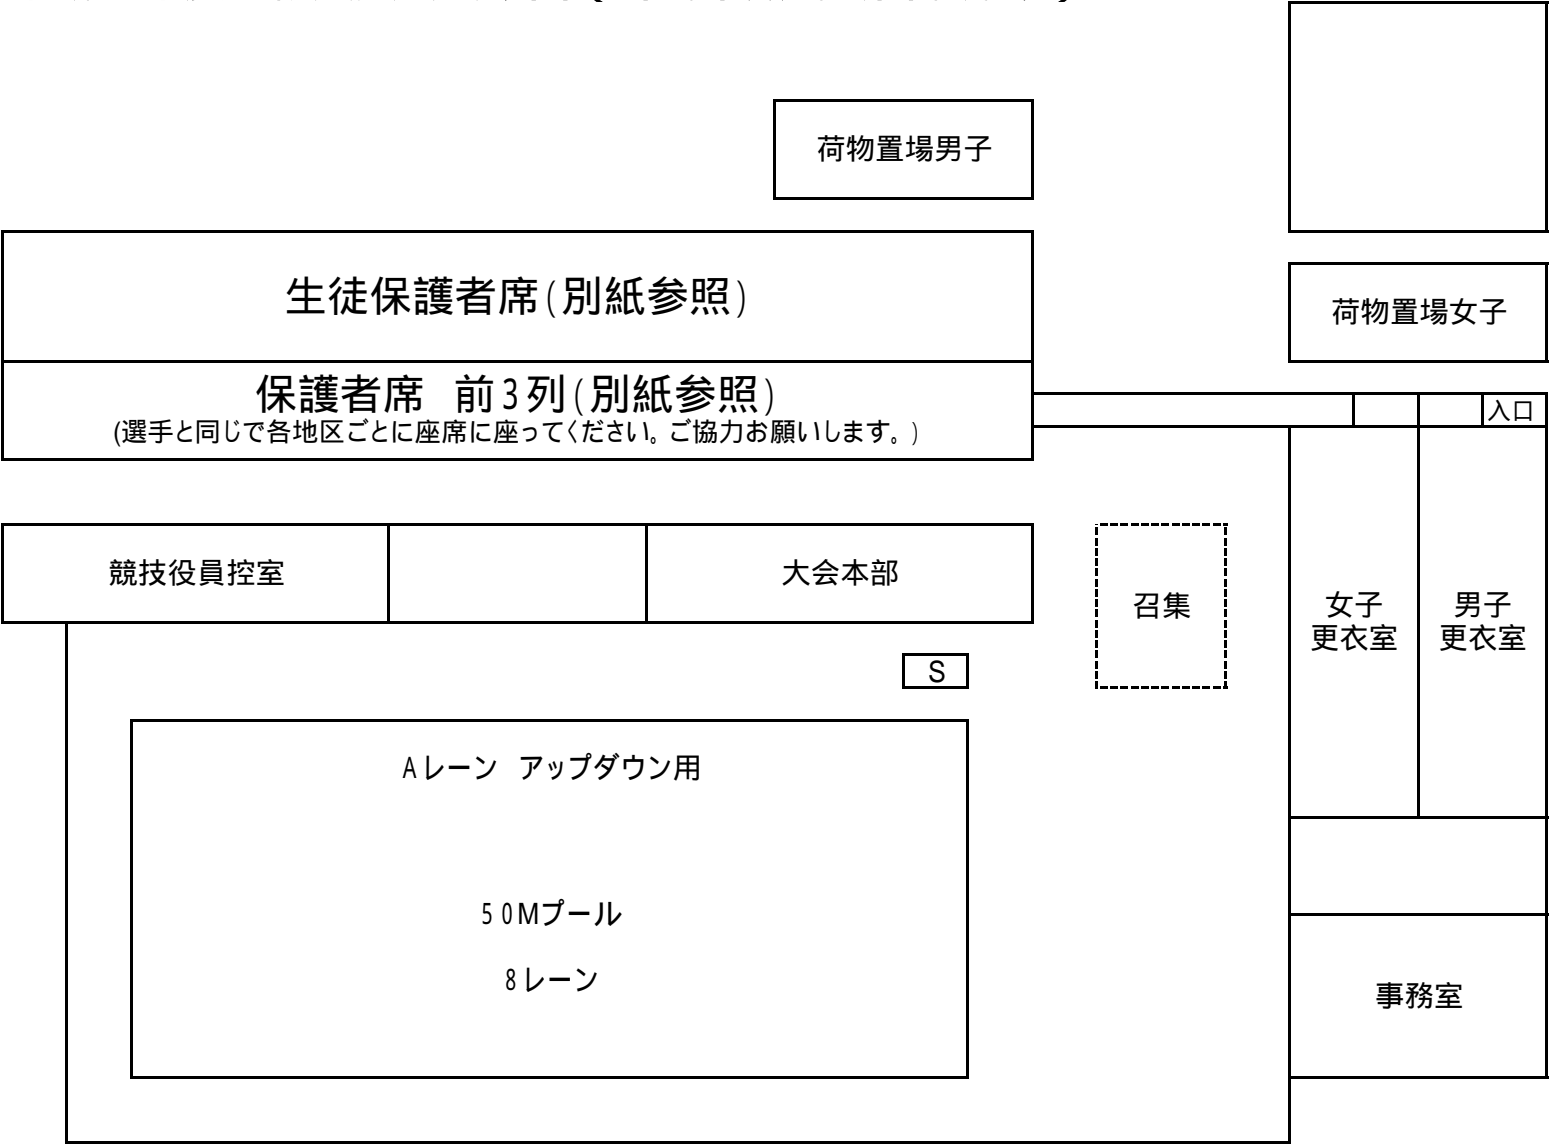 荷物置場男子
生徒保護者席(別紙参照)
荷物置場女子
保護者席 前3列(別紙参照)
(選手と同じで各地区ごとに座席に座ってください。ご協力お願いします。)
入口
競技役員控室
大会本部
召集
女子
更衣室
男子
更衣室
S
Aレーン アップダウン用
50Mプール
8レーン
事務室